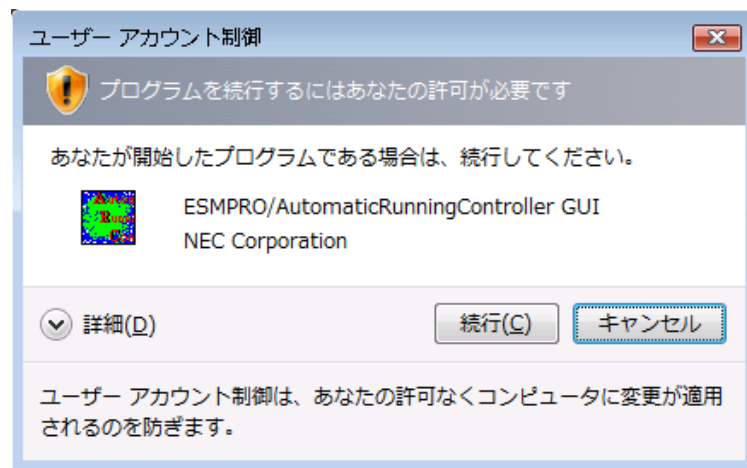 ユーザー アカウント制御
プログラムを続行するにはあなたの許可が必要です
あなたが開始したプログラムである場合は、続行してください。
ESMPRO/AutomaticRunningController GUI
NEC Corporation
詳細(D)
続行(C)
キャンセル
ユーザー アカウント制御は、あなたの許可なくコンピュータに変更が適用
されるのを防ぎます。